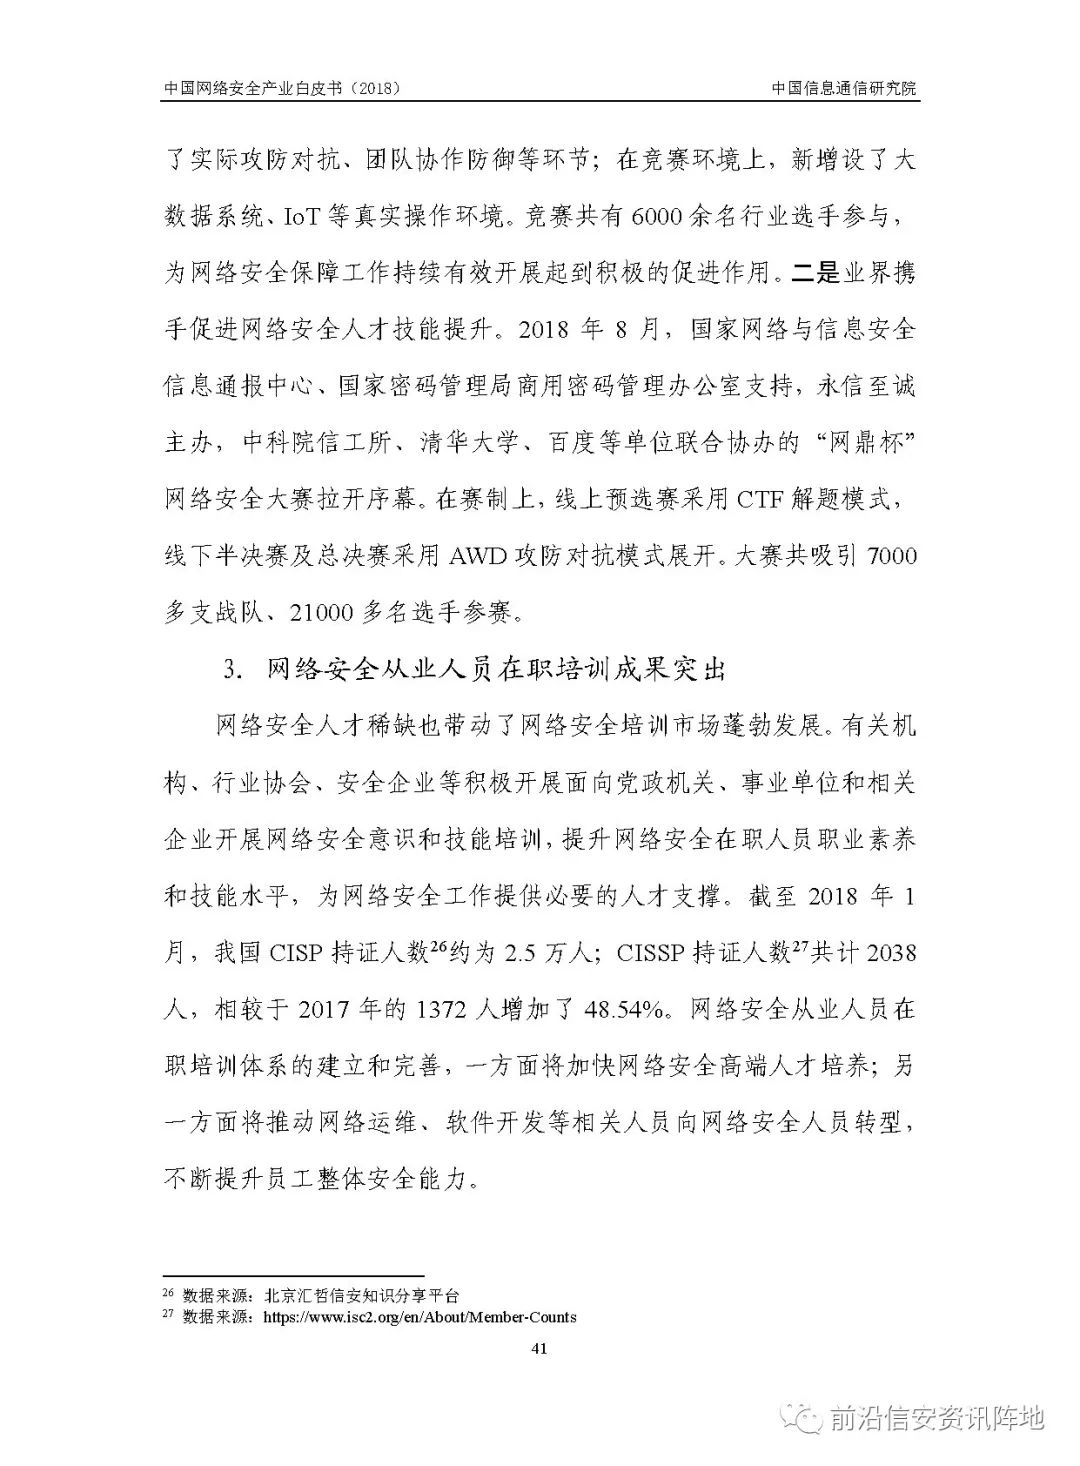 中国网络安全产业白皮书（2018） 中国信息通信研究院
了实际攻防对抗、团队协作防御等环节；在竞赛环境上，新增设了大
数据系统、IoT 等真实操作环境。竞赛共有 6000 余名行业选手参与，
为网络安全保障工作持续有效开展起到积极的促进作用。二是业界携
手促进网络安全人才技能提升。2018 年 8 月，国家网络与信息安全
信息通报中心、国家密码管理局商用密码管理办公室支持，永信至诚
主办，中科院信工所、清华大学、百度等单位联合协办的“网鼎杯”
网络安全大赛拉开序幕。在赛制上，线上预选赛采用 CTF 解题模式，
线下半决赛及总决赛采用 AWD 攻防对抗模式展开。大赛共吸引 7000
多支战队、21000 多名选手参赛。
3. 网络安全从业人员在职培训成果突出
网络安全人才稀缺也带动了网络安全培训市场蓬勃发展。有关机
构、行业协会、安全企业等积极开展面向党政机关、事业单位和相关
企业开展网络安全意识和技能培训，提升网络安全在职人员职业素养
和技能水平，为网络安全工作提供必要的人才支撑。截至 2018 年 1
月，我国 CISP 持证人数26约为 2.5 万人；CISSP 持证人数27共计 2038
人，相较于 2017 年的 1372 人增加了 48.54%。网络安全从业人员在
职培训体系的建立和完善，一方面将加快网络安全高端人才培养；另
一方面将推动网络运维、软件开发等相关人员向网络安全人员转型，
不断提升员工整体安全能力。
26 数据来源：北京汇哲信安知识分享平台
27 数据来源：https://www.isc2.org/en/About/Member-Counts
41
前沿信安资讯阵地